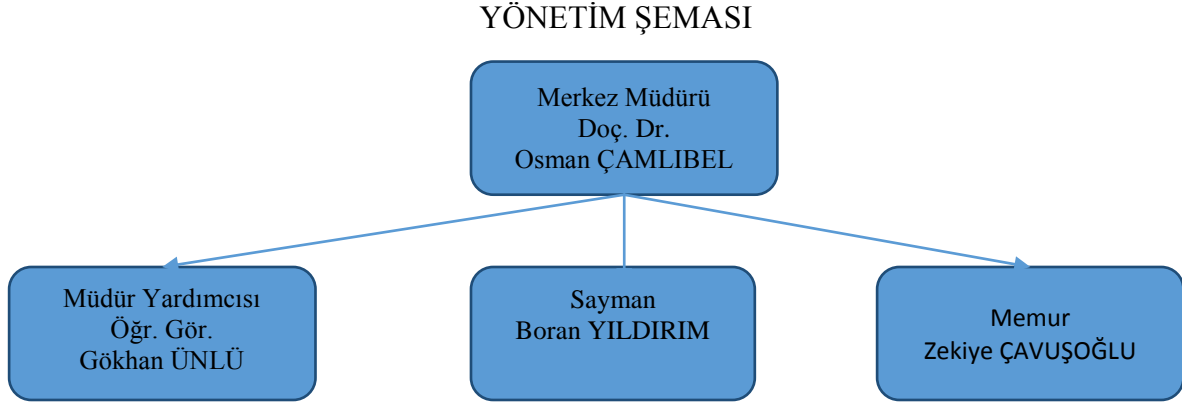 YÖNETİM ŞEMASI
Merkez Müdürü
Doç. Dr.
Osman ÇAMLIBEL
Müdür Yardımcısı
Öğr. Gör.
Gökhan ÜNLÜ
Sayman
Boran YILDIRIM
Memur
Zekiye ÇAVUŞOĞLU